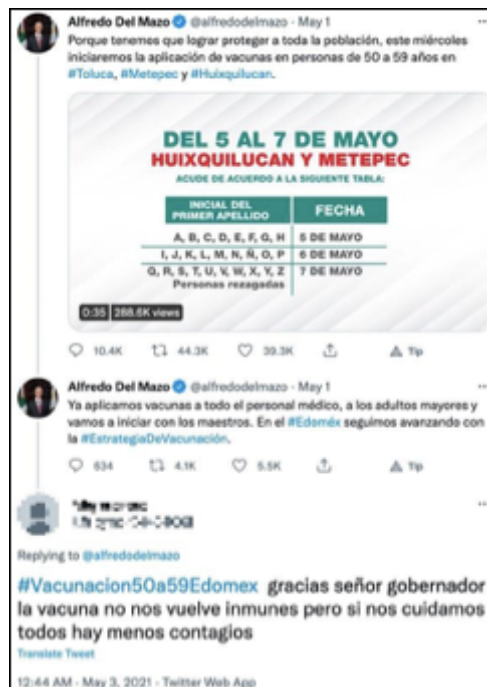 Alfredo Del Mazo @alfredodelmazo · May 1
Porque tenemos que lograr proteger a toda la población, este miércoles
iniciaremos la aplicación de vacunas en personas de 50 a 59 años en
#Toluca, #Metepec y #Huixquilucan.
DEL 5 AL 7 DE MAYO
HUIXQUILUCAN Y METEPEC
ACUDE DE ACUERDO A LA SIGUIENTE TABLA:
INICIAL DEL
PRIMER APELLIDO FECHA
A, B, C, D, E, F, G, H 5 DE MAYO
I, J, K, L, M, N, Ñ, O, P 6 DE MAYO
Q, R, S, T, U, V, W, X, Y, Z 7 DE MAYO
Personas rezagadas
0:35 288.6K views
10.4K 44.3K 39.3K Tip
Alfredo Del Mazo @alfredodelmazo · May 1
Ya aplicamos vacunas a todo el personal médico, a los adultos mayores y
vamos a iniciar con los maestros. En el #Edoméx seguimos avanzando con
la #EstrategiaDeVacunación.
634 4.1K 5.5K Tip
Replying to @alfredodelmazo
#Vacunacion50a59Edomex gracias señor gobernador
la vacuna no nos vuelve inmunes pero si nos cuidamos
todos hay menos contagios
Translate Tweet
12:44 AM · May 3, 2021 · Twitter Web App